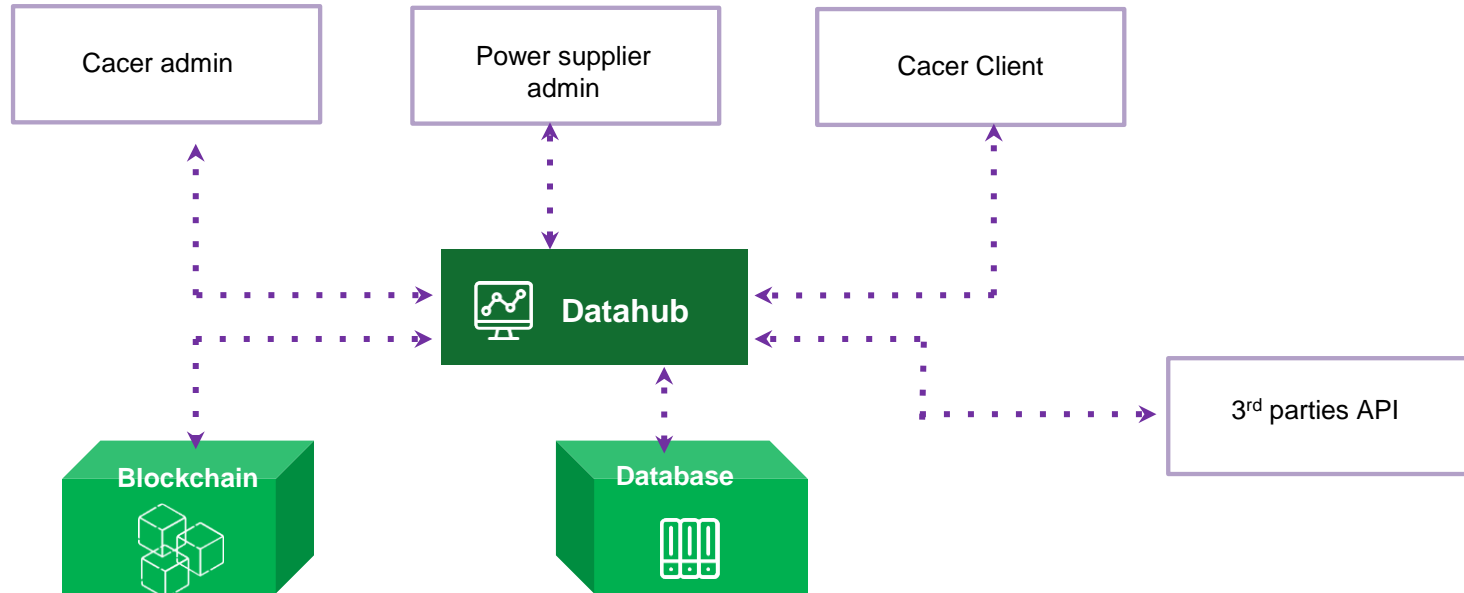 Cacer admin
Power supplier
admin
Cacer Client
Datahub
3rd parties API
Blockchain
Database